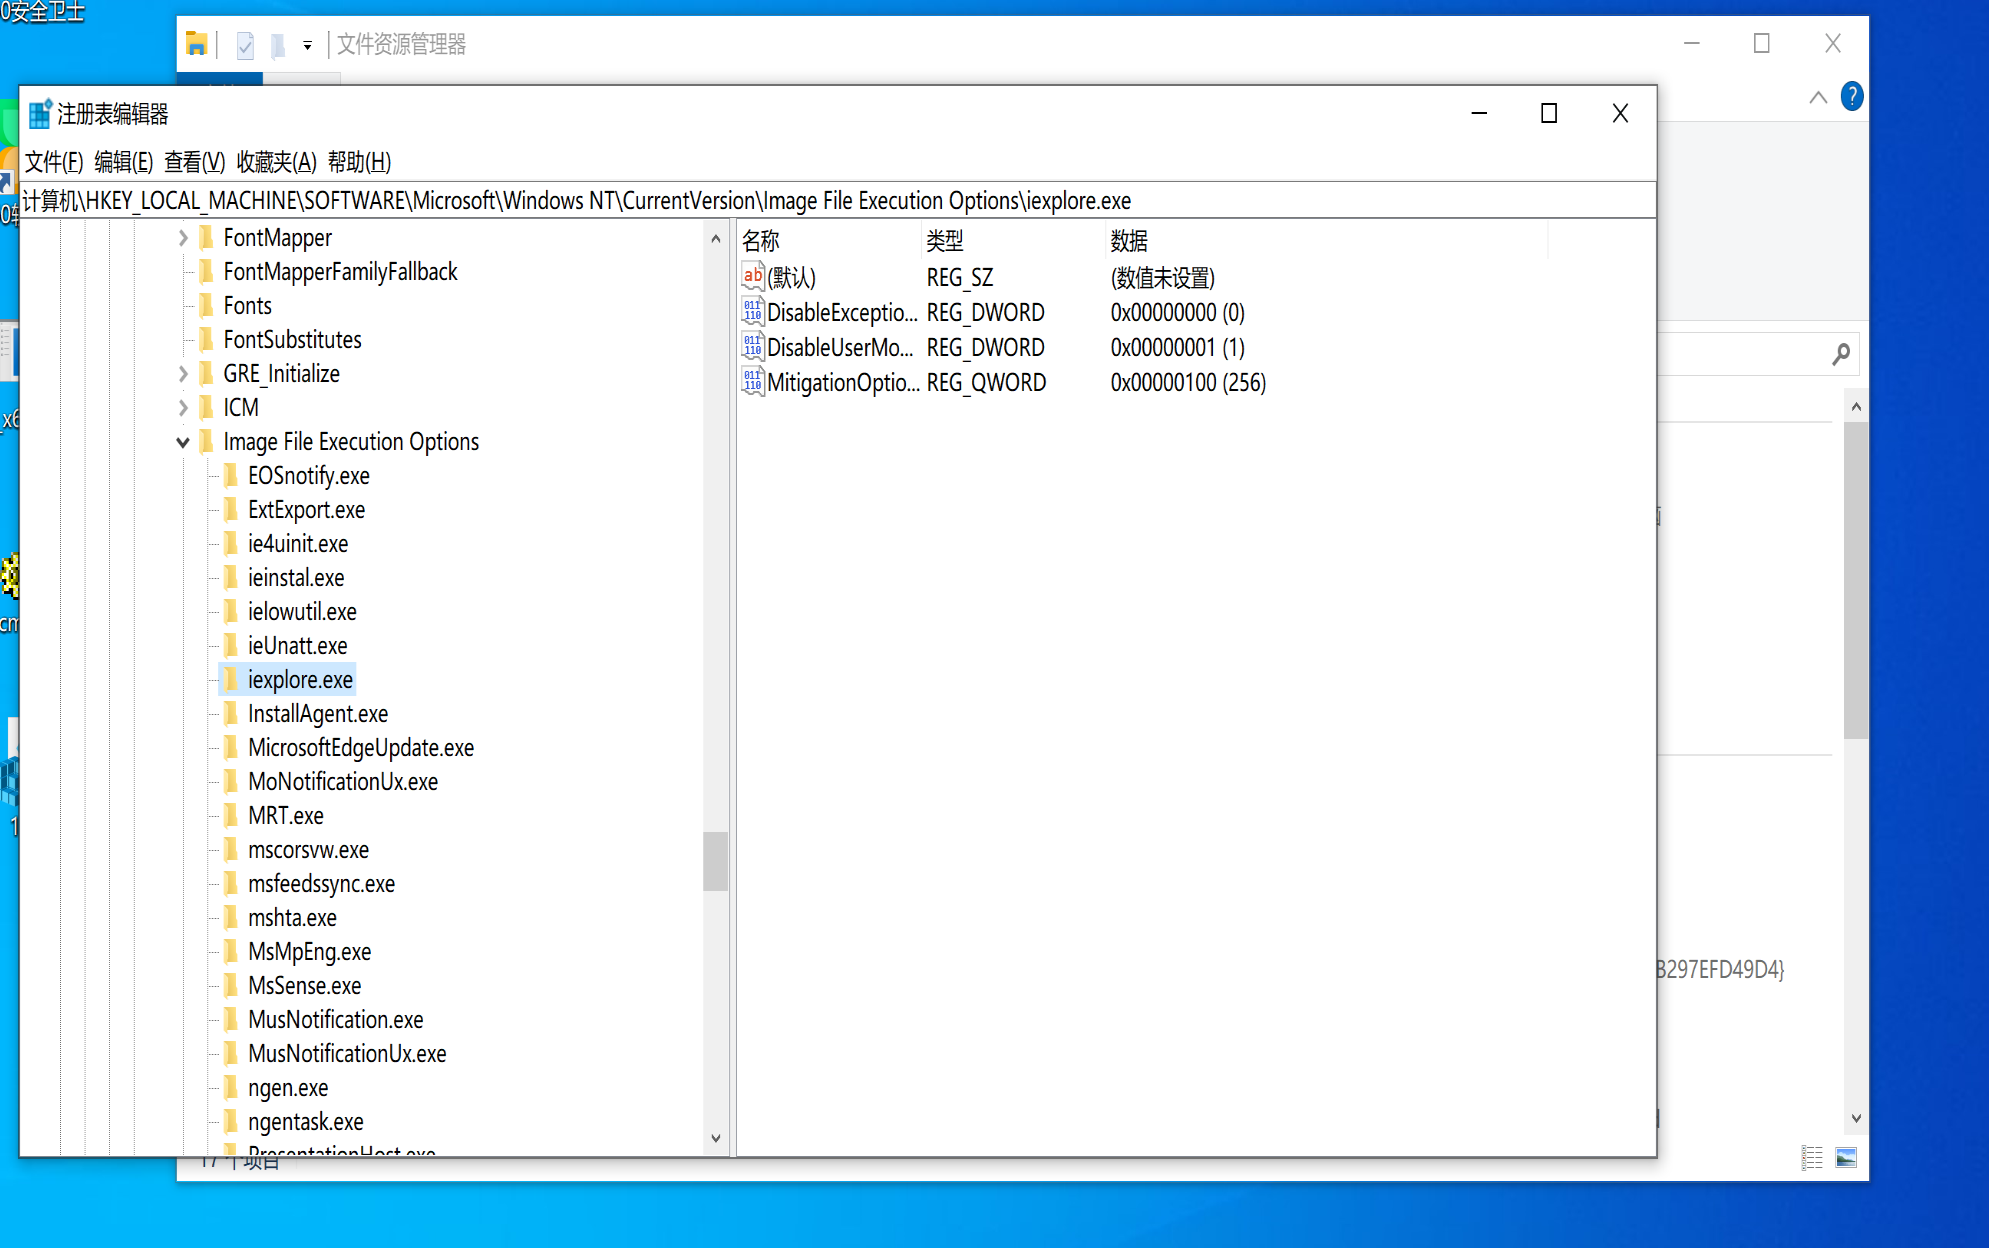 0安全卫士
文件资源管理器
注册表编辑器
文件(F) 编辑(E) 查看(V) 收藏夹(A) 帮助(H)
计算机\HKEY_LOCAL_MACHINE\SOFTWARE\Microsoft\Windows NT\CurrentVersion\Image File Execution Options\iexplore.exe
FontMapper
FontMapperFamilyFallback
Fonts
FontSubstitutes
GRE_Initialize
ICM
Image File Execution Options
EOSnotify.exe
ExtExport.exe
ie4uinit.exe
ieinstal.exe
ielowutil.exe
ieUnatt.exe
iexplore.exe
InstallAgent.exe
MicrosoftEdgeUpdate.exe
MoNotificationUx.exe
MRT.exe
mscorsvw.exe
msfeedssync.exe
mshta.exe
MsMpEng.exe
MsSense.exe
MusNotification.exe
MusNotificationUx.exe
ngen.exe
ngentask.exe
PresentationHost.exe
名称 类型 数据
(默认) REG_SZ (数值未设置)
DisableExceptio... REG_DWORD 0x00000000 (0)
DisableUserMo... REG_DWORD 0x00000001 (1)
MitigationOptio... REG_QWORD 0x00000100 (256)
B297EFD49D4}
17 个项目
_x6
cm
1